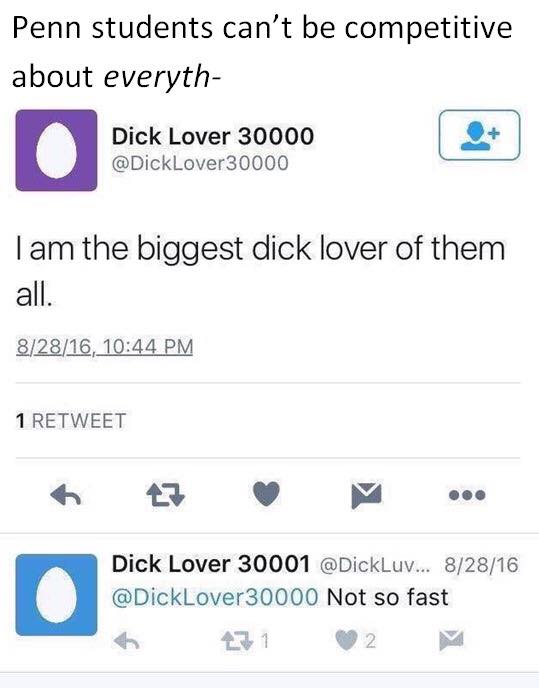 Penn students can’t be competitive
about everyth-
Dick Lover 30000
@DickLover30000
I am the biggest dick lover of them
all.
8/28/16, 10:44 PM
1 RETWEET
Dick Lover 30001 @DickLuv... 8/28/16
@DickLover30000 Not so fast
1 2